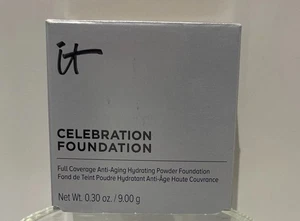 it
CELEBRATION
FOUNDATION
Full Coverage Anti-Aging Hydrating Powder Foundation
Fond de Teint Poudre Hydratant Anti-Âge Haute Couvrance
Net Wt. 0.30 oz. / 9.00 g